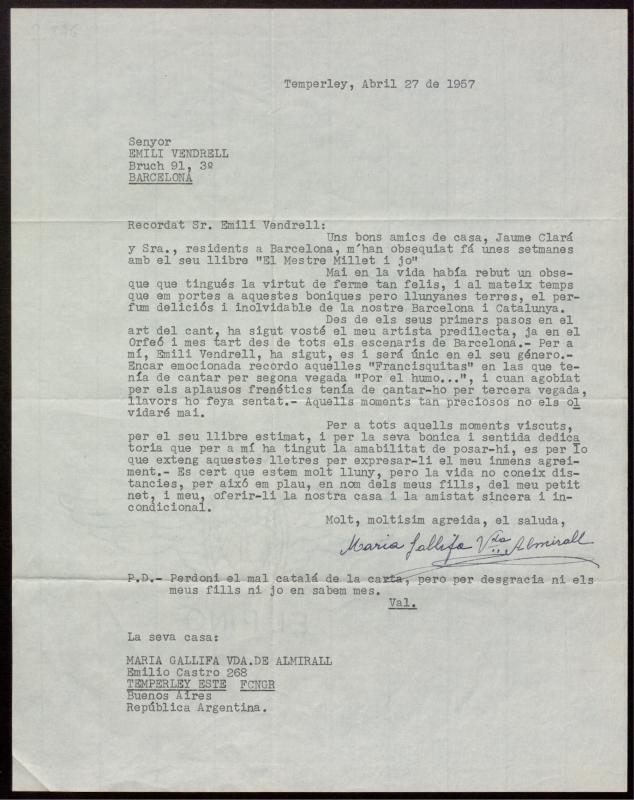 Temperley, Abril 27 de 1957
Senyor
EMILI VENDRELL
Bruch 91, 3º
BARCELONA
Recordat Sr. Emili Vendrell:
Uns bons amics de casa, Jaume Clará
y Sra., residents a Barcelona, m'han obsequiat fá unes setmanes
amb el seu llibre "El Mestre Millet i jo"
Mai en la vida había rebut un obse-
que que tingués la virtut de ferme tan felis, i al mateix temps
que em portes a aquestes boniques pero llunyanes terres, el per-
fum deliciós i inolvidable de la nostre Barcelona i Catalunya.
Des de els seus primers pasos en el
art del cant, ha sigut vosté el meu artista predilecta, ja en el
Orfeó i mes tart des de tots els escenaris de Barcelona.- Per a
mí, Emili Vendrell, ha sigut, es i será únic en el seu género.-
Encar emocionada recordo aquelles "Francisquitas" en las que te-
nía de cantar per segona vegada "Por el humo...", i cuan agobiat
per els aplausos frenétics tenía de cantar-ho per tercera vegada,
llavors ho feya sentat.- Aquells moments tan preciosos no els ol
vidaré mai.
Per a tots aquells moments viscuts,
per el seu llibre estimat, i per la seva bonica i sentida dedica
toria que per a mí ha tingut la amabilitat de posar-hi, es per lo
que exteng aquestes lletres per expresar-li el meu inmens agrei-
ment.- Es cert que estem molt lluny, pero la vida no coneix dis-
tancies, per aixó em plau, en nom dels meus fills, del meu petit
net, i meu, oferir-li la nostra casa i la amistat sincera i in-
condicional.
Molt, moltisim agreida, el saluda,
Maria Gallifa Vda Almirall
P.D.- Perdoni el mal catalá de la carta, pero per desgracia ni els
meus fills ni jo en sabem mes.
Val.
La seva casa:
MARIA GALLIFA VDA.DE ALMIRALL
Emilio Castro 268
TEMPERLEY ESTE FCNGR
Buenos Aires
República Argentina.